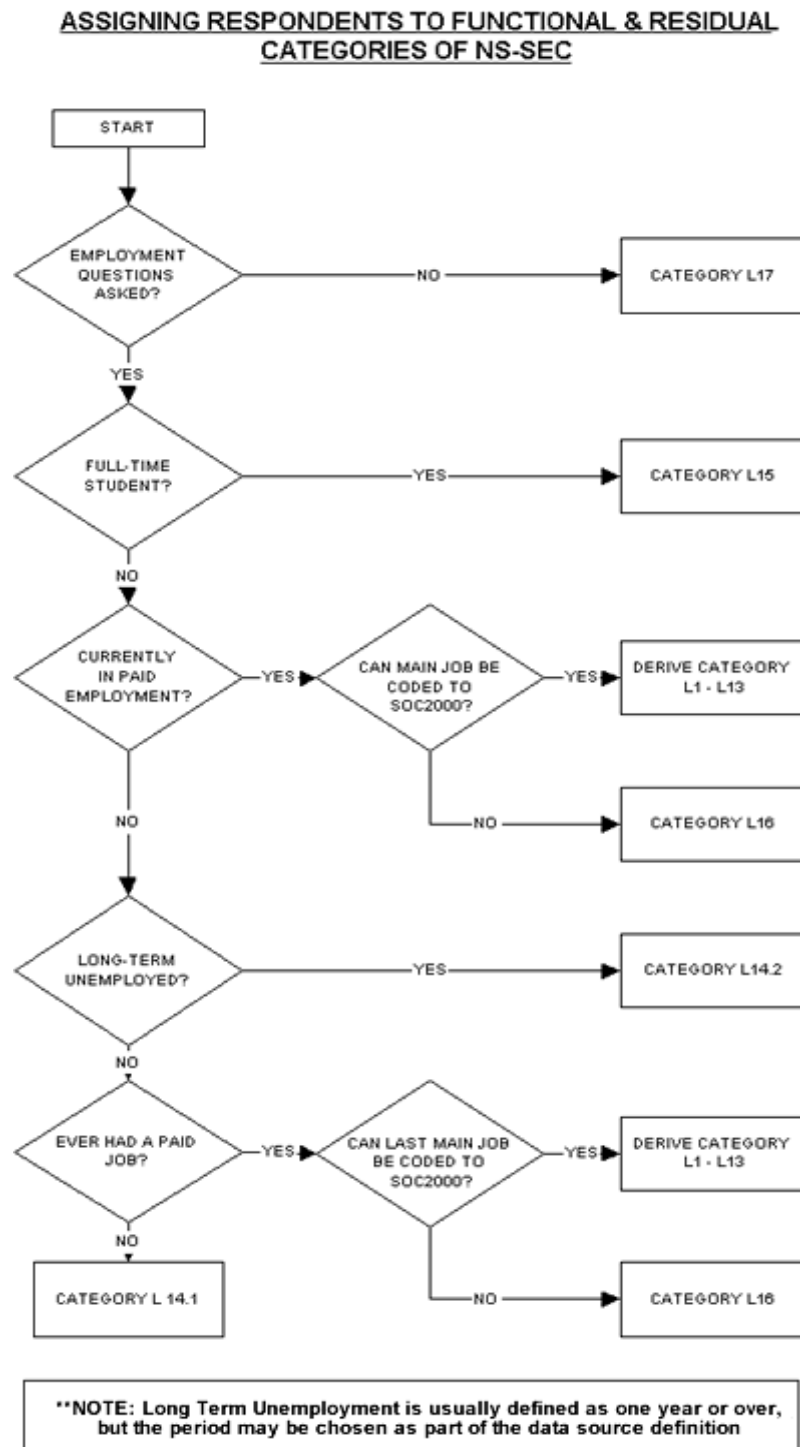 ASSIGNING RESPONDENTS TO FUNCTIONAL & RESIDUAL
CATEGORIES OF NS-SEC
START
EMPLOYMENT
QUESTIONS
ASKED?
NO
CATEGORY L17
YES
FULL-TIME
STUDENT?
YES
CATEGORY L15
NO
CURRENTLY
IN PAID
EMPLOYMENT?
YES
CAN MAIN JOB BE
CODED TO
SOC2000?
YES
DERIVE CATEGORY
L1 - L13
NO
CATEGORY L16
NO
LONG-TERM
UNEMPLOYED?
YES
CATEGORY L14.2
NO
EVER HAD A PAID
JOB?
YES
CAN LAST MAIN JOB
BE CODED TO
SOC2000?
YES
DERIVE CATEGORY
L1 - L13
NO
CATEGORY L 14.1
NO
CATEGORY L16
**NOTE: Long Term Unemployment is usually defined as one year or over,
but the period may be chosen as part of the data source definition